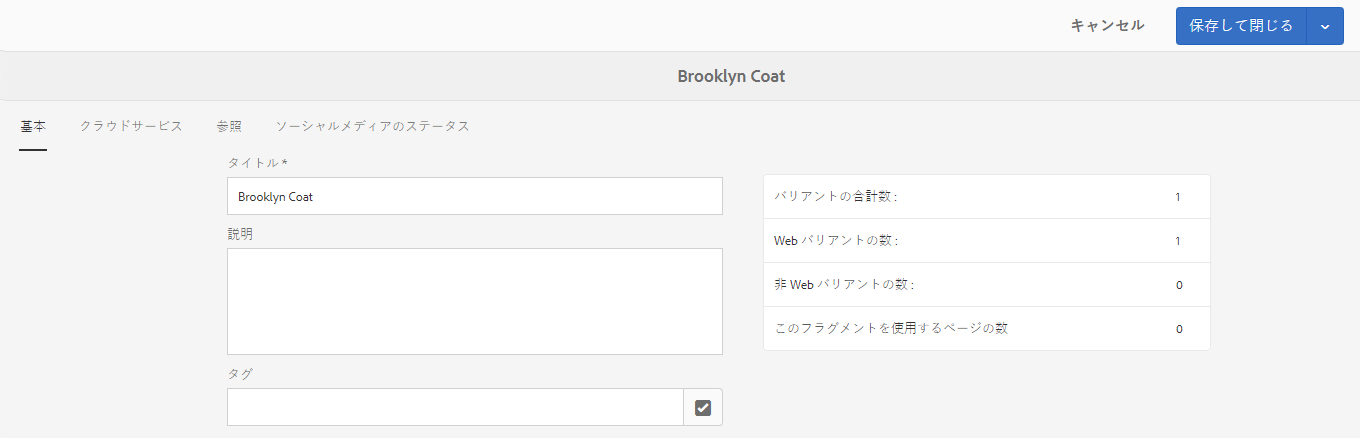 キャンセル
保存して閉じる
Brooklyn Coat
基本 クラウドサービス 参照 ソーシャルメディアのステータス
タイトル *
Brooklyn Coat
説明
タグ
バリアントの合計数 : 1
Web バリアントの数 : 1
非 Web バリアントの数 : 0
このフラグメントを使用するページの数 0